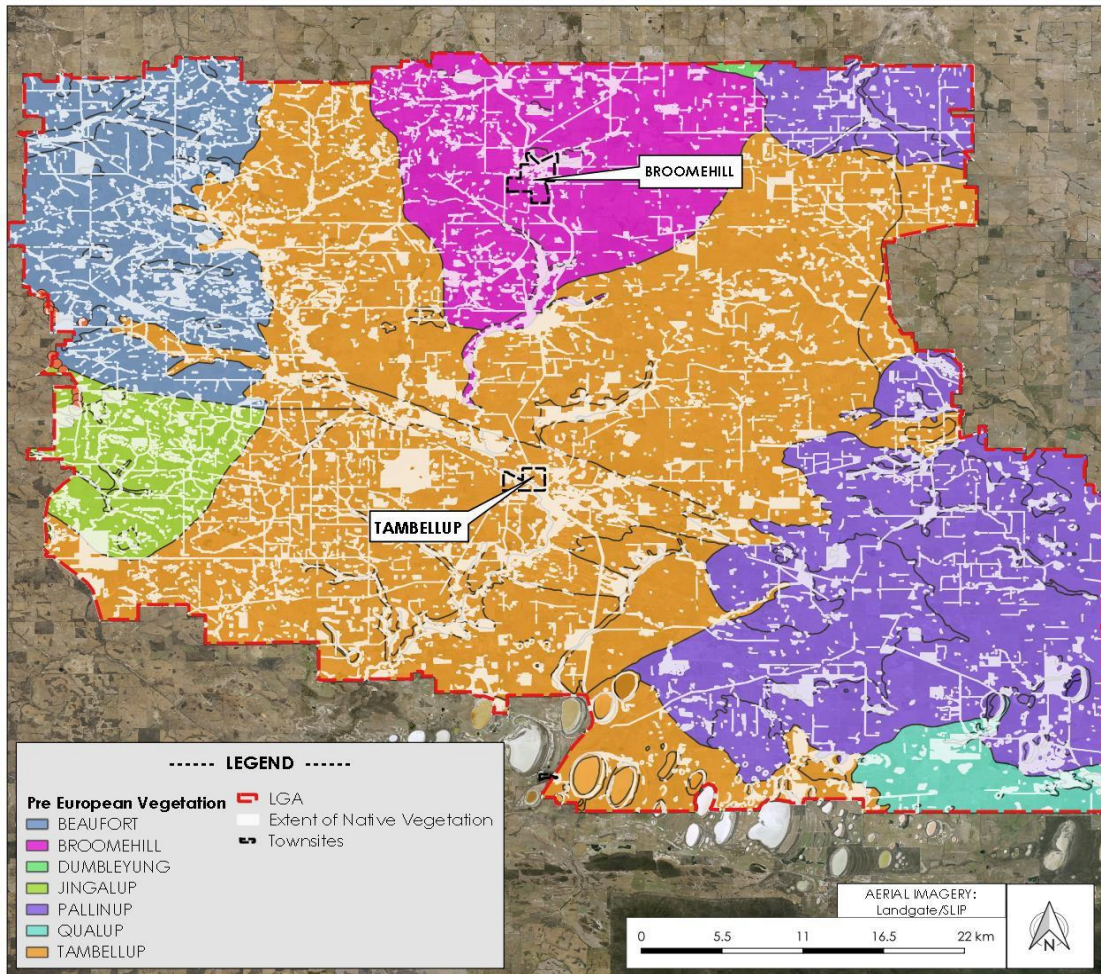 BROOMEHILL
TAMBELLUP
------ LEGEND ------
Pre European Vegetation
BEAUFORT
BROOMEHILL
DUMBLEYUNG
JINGALUP
PALLINUP
QUALUP
TAMBELLUP
LGA
Extent of Native Vegetation
Townsites
AERIAL IMAGERY:
Landgate/SLIP
0 5.5 11 16.5 22 km
N